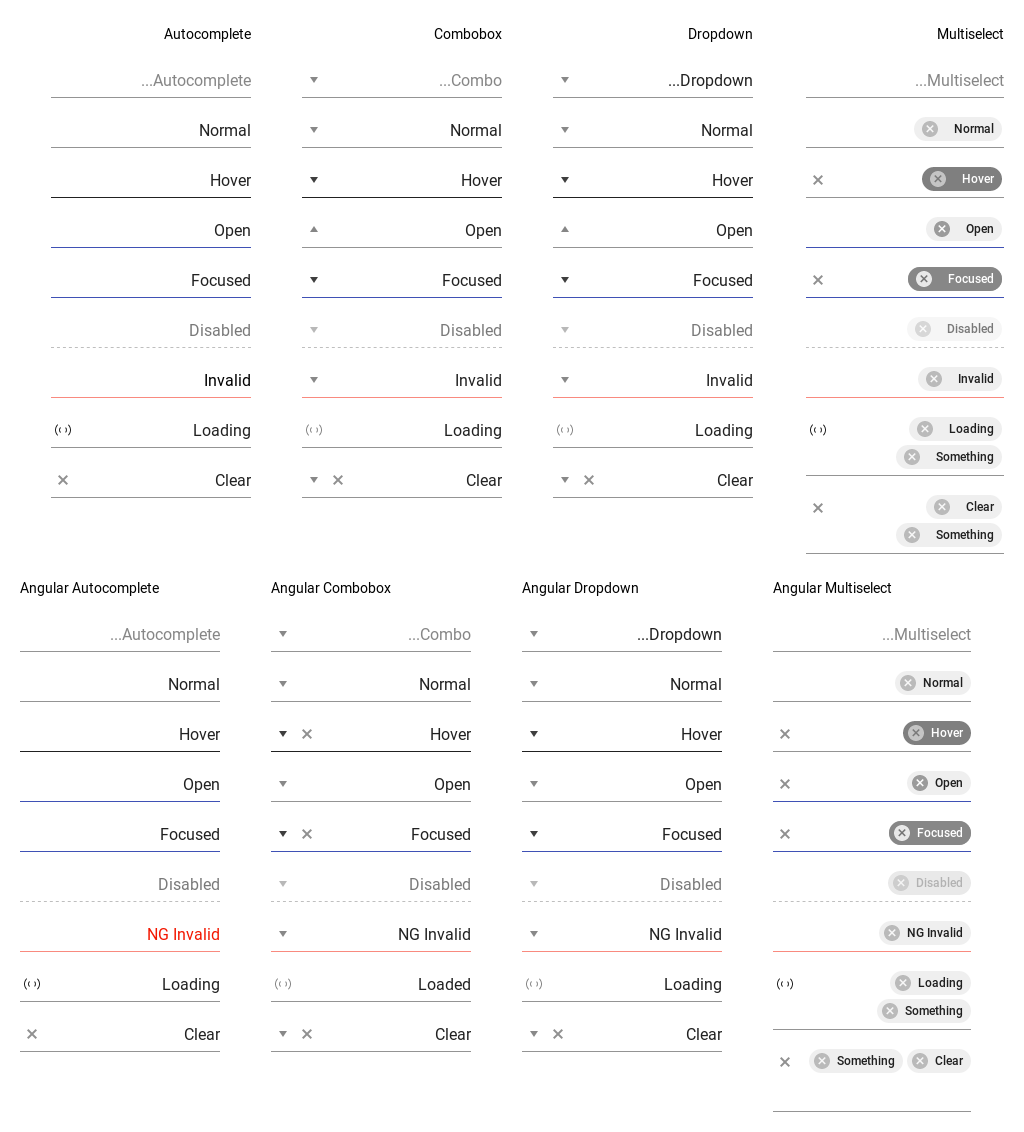 Autocomplete Combobox Dropdown Multiselect
...Autocomplete ...Combo ...Dropdown ...Multiselect
Normal Normal Normal Normal
Hover Hover Hover Hover
Open Open Open Open
Focused Focused Focused Focused
Disabled Disabled Disabled Disabled
Invalid Invalid Invalid Invalid
Loading Loading Loading Loading
Something
Clear Clear Clear Clear
Something
Angular Autocomplete Angular Combobox Angular Dropdown Angular Multiselect
...Autocomplete ...Combo ...Dropdown ...Multiselect
Normal Normal Normal Normal
Hover Hover Hover Hover
Open Open Open Open
Focused Focused Focused Focused
Disabled Disabled Disabled Disabled
NG Invalid NG Invalid NG Invalid NG Invalid
Loading Loaded Loading Loading
Something
Clear Clear Clear Something Clear